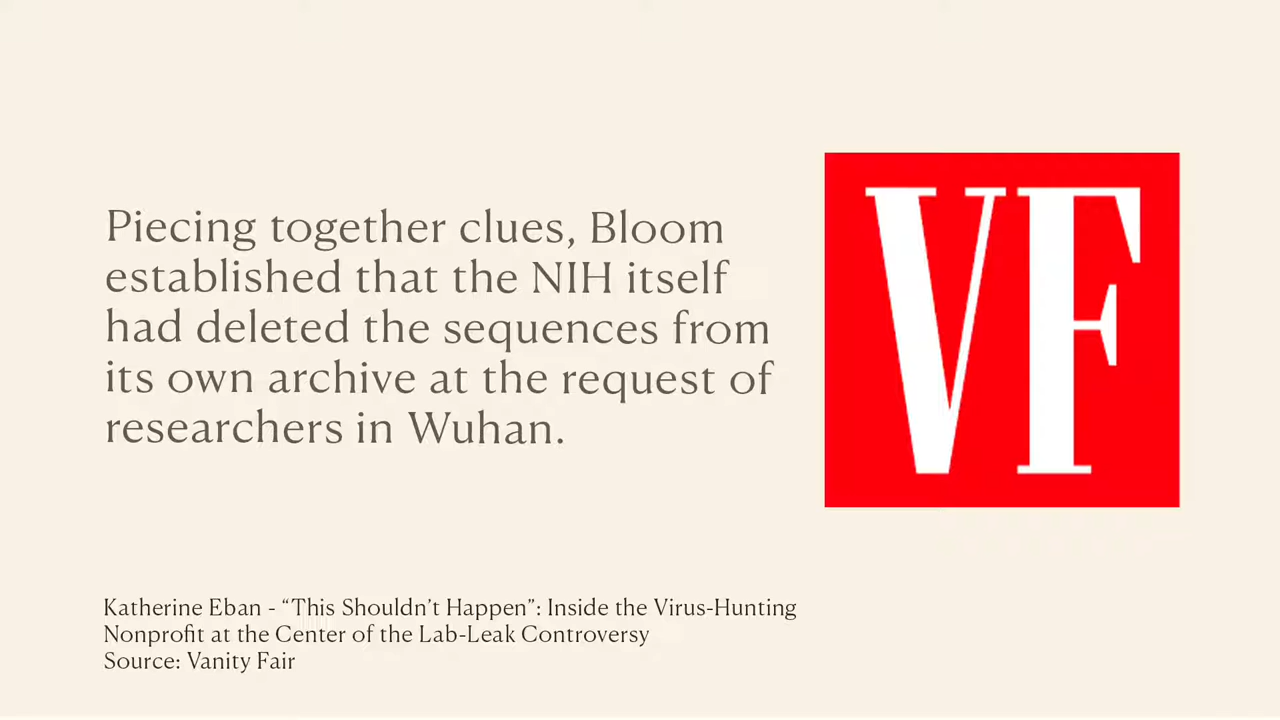 Piecing together clues, Bloom
established that the NIH itself
had deleted the sequences from
its own archive at the request of
researchers in Wuhan.
VF
Katherine Eban - “This Shouldn’t Happen”: Inside the Virus-Hunting
Nonprofit at the Center of the Lab-Leak Controversy
Source: Vanity Fair